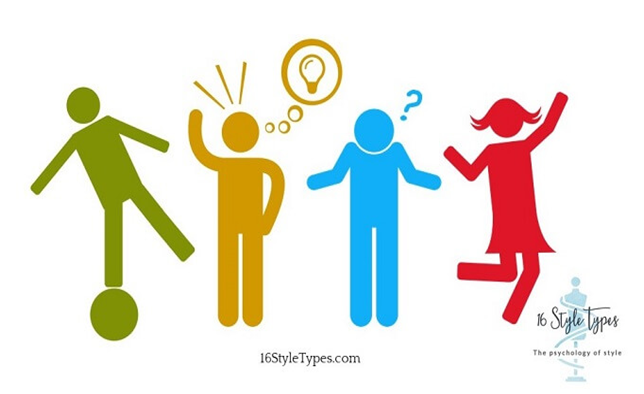 ?
16 Style Types
The psychology of style
16StyleTypes.com